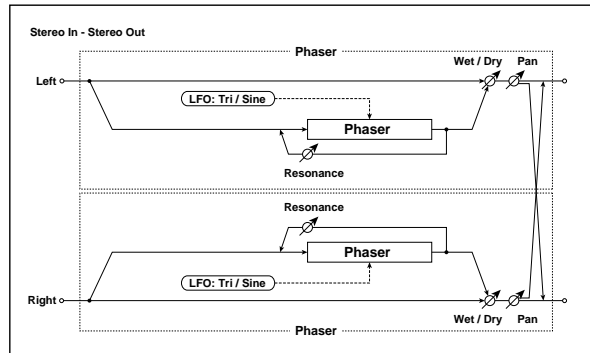 Stereo In - Stereo Out
Phaser
Wet / Dry Pan
Left
LFO: Tri / Sine
Phaser
Resonance
Resonance
Phaser
LFO: Tri / Sine
Right
Wet / Dry Pan
Phaser